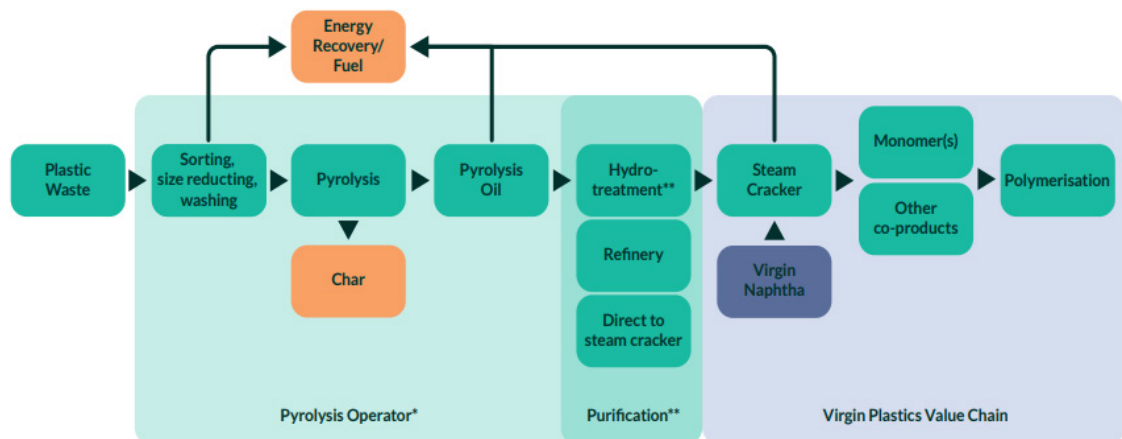 Energy
Recovery/
Fuel
Plastic
Waste
Sorting,
size reducting,
washing
Pyrolysis
Pyrolysis
Oil
Hydro-
treatment**
Steam
Cracker
Monomer(s)
Other
co-products
Polymerisation
Char
Refinery
Direct to
steam cracker
Virgin
Naphtha
Pyrolysis Operator*
Purification**
Virgin Plastics Value Chain